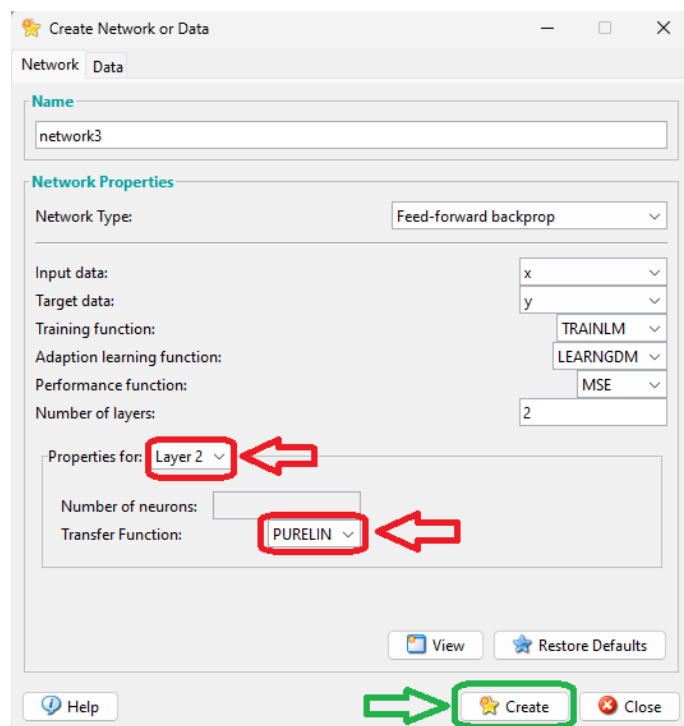 Create Network or Data
Network Data
Name
network3
Network Properties
Network Type: Feed-forward backprop
Input data: x
Target data: y
Training function: TRAINLM
Adaption learning function: LEARNGDM
Performance function: MSE
Number of layers: 2
Properties for: Layer 2
Number of neurons:
Transfer Function: PURELIN
View Restore Defaults
Help Create Close